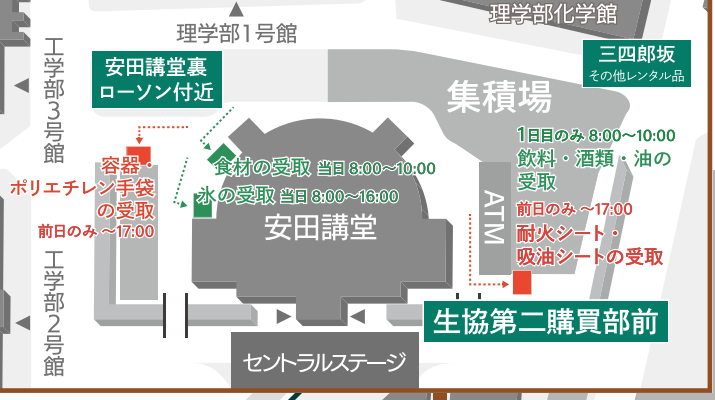 理学部化学館
理学部1号館
工学部3号館
安田講堂裏
ローソン付近
三四郎坂
その他レンタル品
集積場
1日目のみ 8:00〜10:00
飲料・酒類・油の
受取
容器・
ポリエチレン手袋
の受取
前日のみ 〜17:00
食材の受取 当日 8:00〜10:00
氷の受取 当日 8:00〜16:00
安田講堂
ATM
前日のみ 〜17:00
耐火シート・
吸油シートの受取
工学部2号館
生協第二購買部前
セントラルステージ